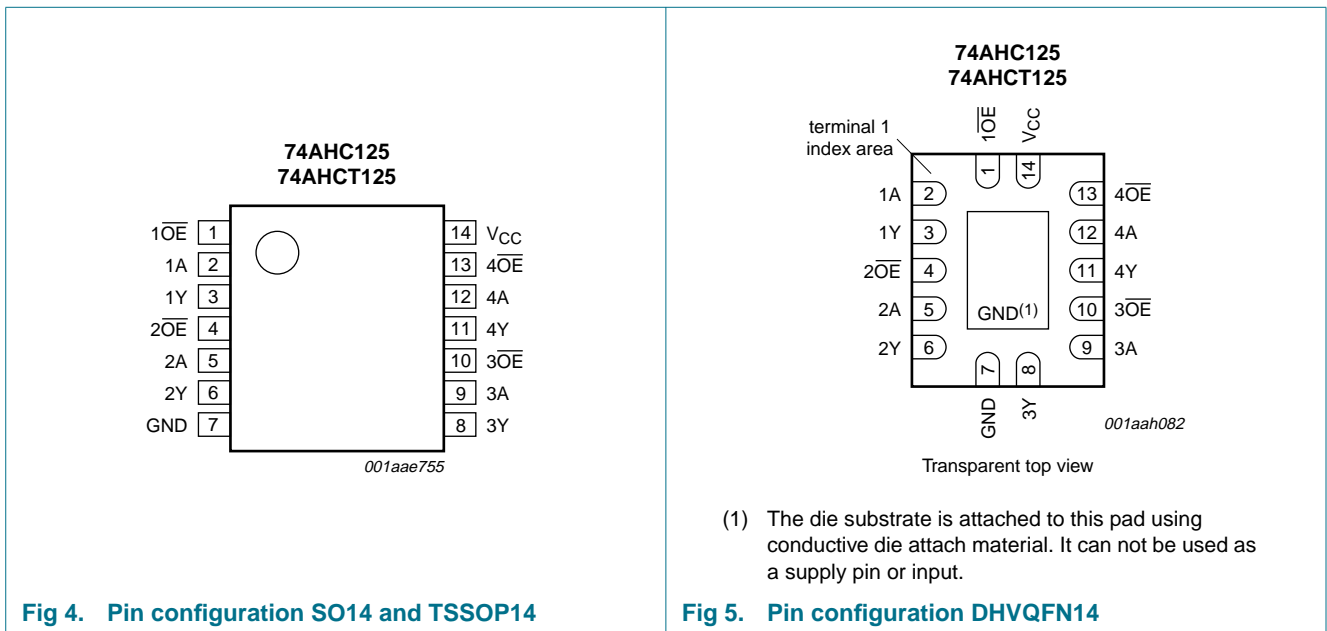 74AHC125
74AHCT125
1OE 1
1A 2
1Y 3
2OE 4
2A 5
2Y 6
GND 7
14 VCC
13 4OE
12 4A
11 4Y
10 3OE
9 3A
8 3Y
001aae755
Fig 4. Pin configuration SO14 and TSSOP14
74AHC125
74AHCT125
terminal 1
index area
1OE
VCC
1
14
1A 2
1Y 3
2OE 4
2A 5
2Y 6
13 4OE
12 4A
11 4Y
10 3OE
9 3A
GND(1)
7
8
GND
3Y
001aah082
Transparent top view
(1) The die substrate is attached to this pad using
conductive die attach material. It can not be used as
a supply pin or input.
Fig 5. Pin configuration DHVQFN14